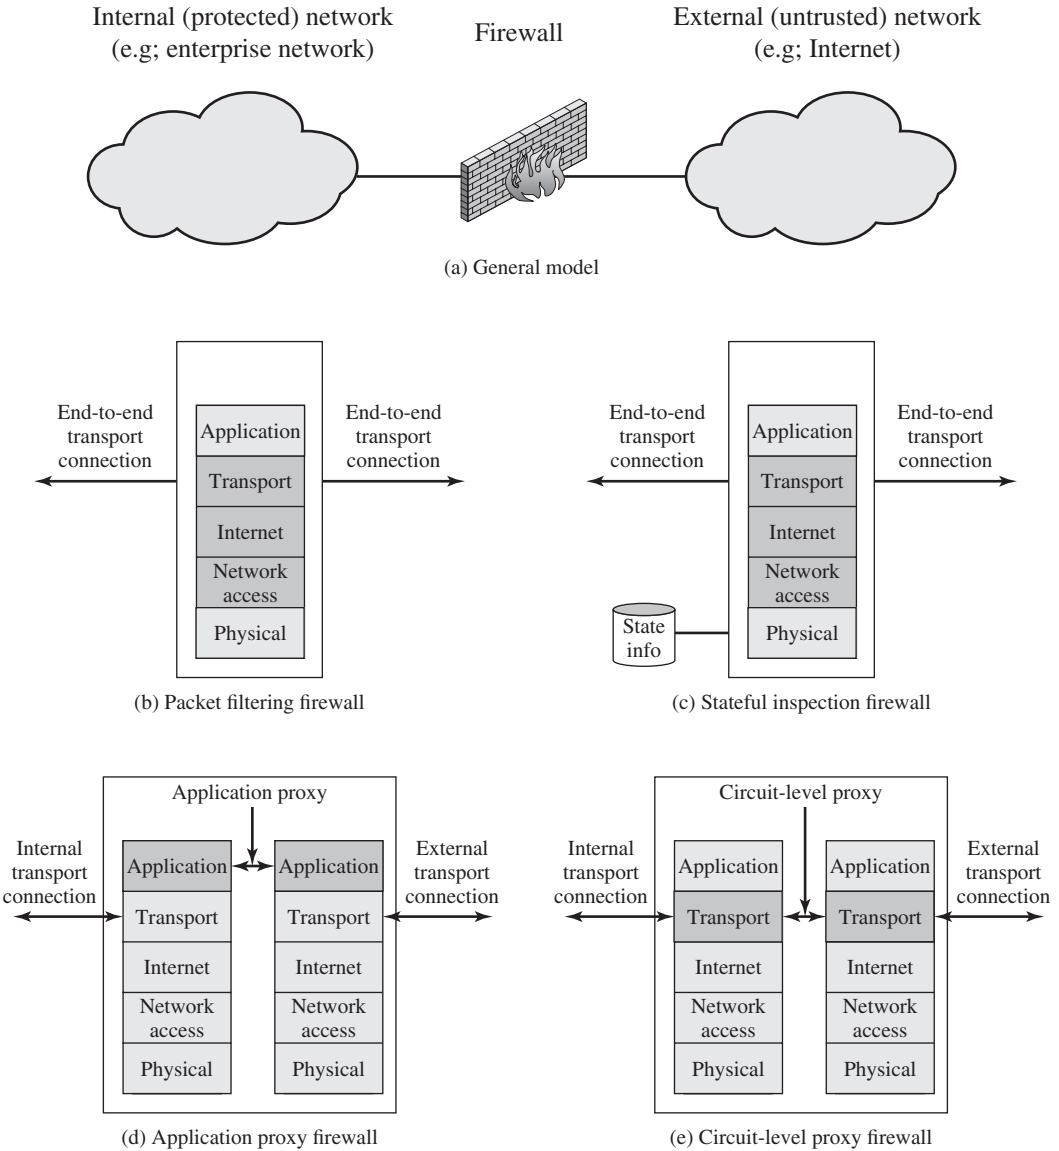 Internal (protected) network
(e.g; enterprise network)
Firewall
External (untrusted) network
(e.g; Internet)
(a) General model
End-to-end
transport
connection
Application
Transport
Internet
Network
access
Physical
End-to-end
transport
connection
(b) Packet filtering firewall
End-to-end
transport
connection
State
info
Application
Transport
Internet
Network
access
Physical
End-to-end
transport
connection
(c) Stateful inspection firewall
Application proxy
Internal
transport
connection
Application
Transport
Internet
Network
access
Physical
Application
Transport
Internet
Network
access
Physical
External
transport
connection
(d) Application proxy firewall
Circuit-level proxy
Internal
transport
connection
Application
Transport
Internet
Network
access
Physical
Application
Transport
Internet
Network
access
Physical
External
transport
connection
(e) Circuit-level proxy firewall